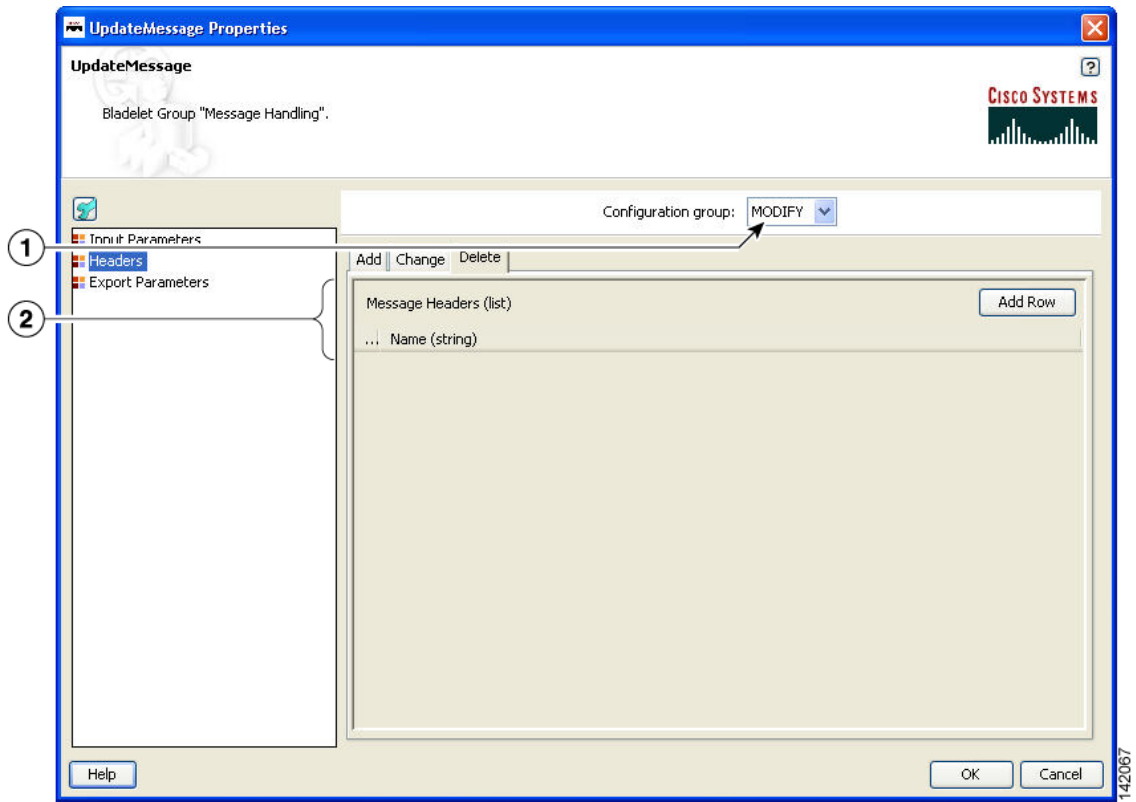 UpdateMessage Properties
UpdateMessage
Bladelet Group "Message Handling".
CISCO SYSTEMS
Configuration group: MODIFY
1
Input Parameters
Headers
Export Parameters
2
Add Change Delete
Message Headers (list) Add Row
... Name (string)
Help OK Cancel
142067